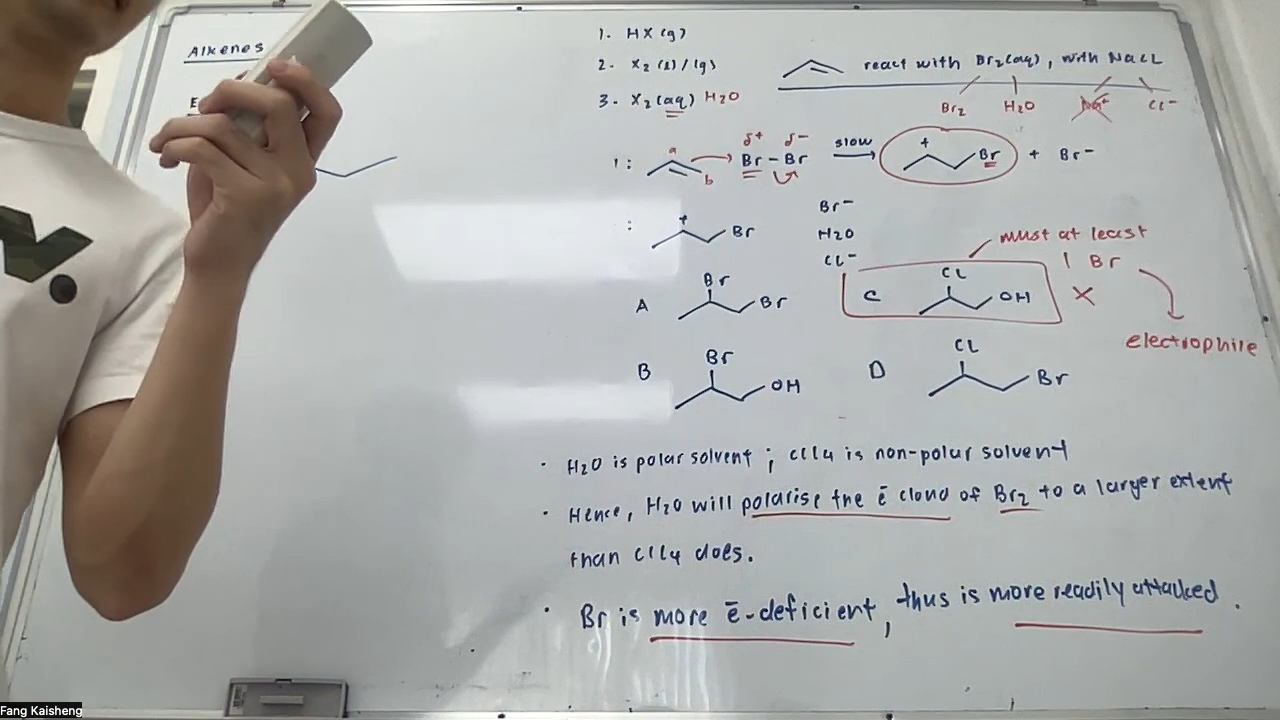 Alkenes
E
1. HX (g)
2. X2 (l) / (g)
3. X2 (aq) H2O
react with Br2(aq), with NaCl
Br2 H2O Na+ Cl-
1: a b δ+ δ- Br - Br slow + Br + Br-
: + Br
Br-
H2O
Cl-
must at least
1 Br
electrophile
A Br Br
C Cl OH X
B Br OH
D Cl Br
· H2O is polar solvent ; CCl4 is non-polar solvent
· Hence, H2O will polarise the ē cloud of Br2 to a larger extent
than CCl4 does.
· Br is more ē-deficient, thus is more readily attacked.
Fang Kaisheng